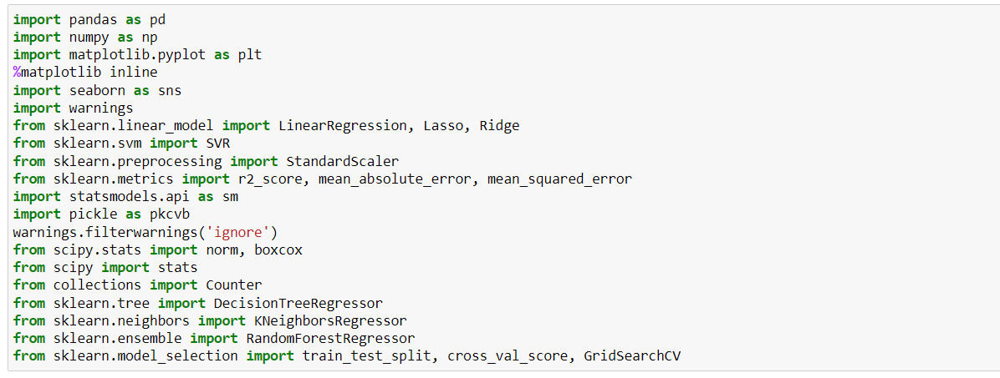 import pandas as pd
import numpy as np
import matplotlib.pyplot as plt
%matplotlib inline
import seaborn as sns
import warnings
from sklearn.linear_model import LinearRegression, Lasso, Ridge
from sklearn.svm import SVR
from sklearn.preprocessing import StandardScaler
from sklearn.metrics import r2_score, mean_absolute_error, mean_squared_error
import statsmodels.api as sm
import pickle as pkcvb
warnings.filterwarnings('ignore')
from scipy.stats import norm, boxcox
from scipy import stats
from collections import Counter
from sklearn.tree import DecisionTreeRegressor
from sklearn.neighbors import KNeighborsRegressor
from sklearn.ensemble import RandomForestRegressor
from sklearn.model_selection import train_test_split, cross_val_score, GridSearchCV